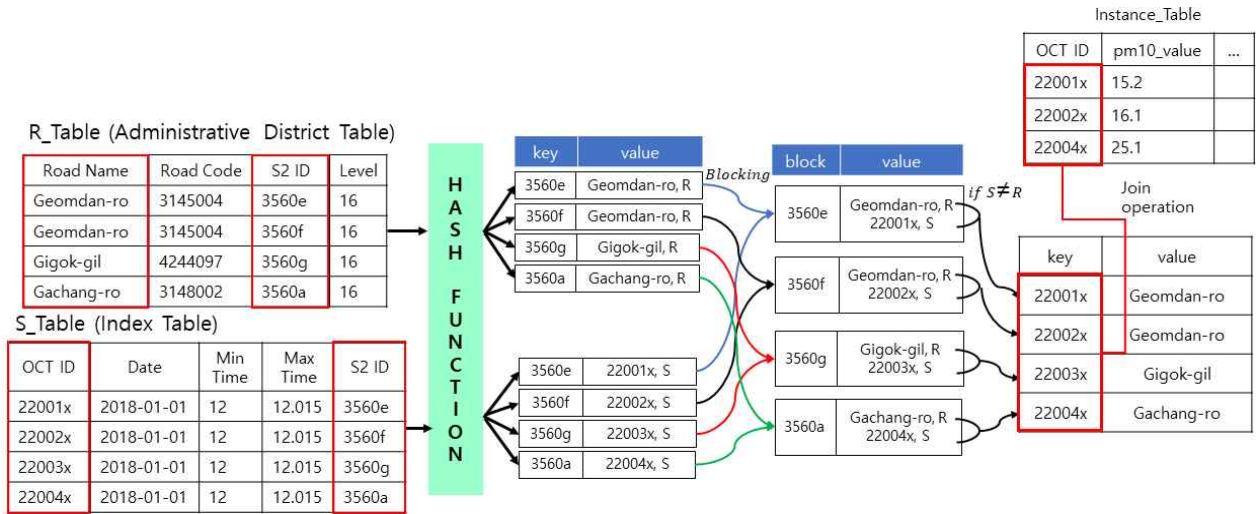 Instance_Table
OCT ID pm10_value ...
22001x 15.2
22002x 16.1
22004x 25.1
R_Table (Administrative District Table)
Road Name Road Code S2 ID Level
Geomdan-ro 3145004 3560e 16
Geomdan-ro 3145004 3560f 16
Gigok-gil 4244097 3560g 16
Gachang-ro 3148002 3560a 16
S_Table (Index Table)
OCT ID Date Min Time Max Time S2 ID
22001x 2018-01-01 12 12.015 3560e
22002x 2018-01-01 12 12.015 3560f
22003x 2018-01-01 12 12.015 3560g
22004x 2018-01-01 12 12.015 3560a
HASH FUNCTION
key value
3560e Geomdan-ro, R
3560f Geomdan-ro, R
3560g Gigok-gil, R
3560a Gachang-ro, R
3560e 22001x, S
3560f 22002x, S
3560g 22003x, S
3560a 22004x, S
Blocking
block value
3560e Geomdan-ro, R
22001x, S
3560f Geomdan-ro, R
22002x, S
3560g Gigok-gil, R
22003x, S
3560a Gachang-ro, R
22004x, S
if S≠R
Join
operation
key value
22001x Geomdan-ro
22002x Geomdan-ro
22003x Gigok-gil
22004x Gachang-ro